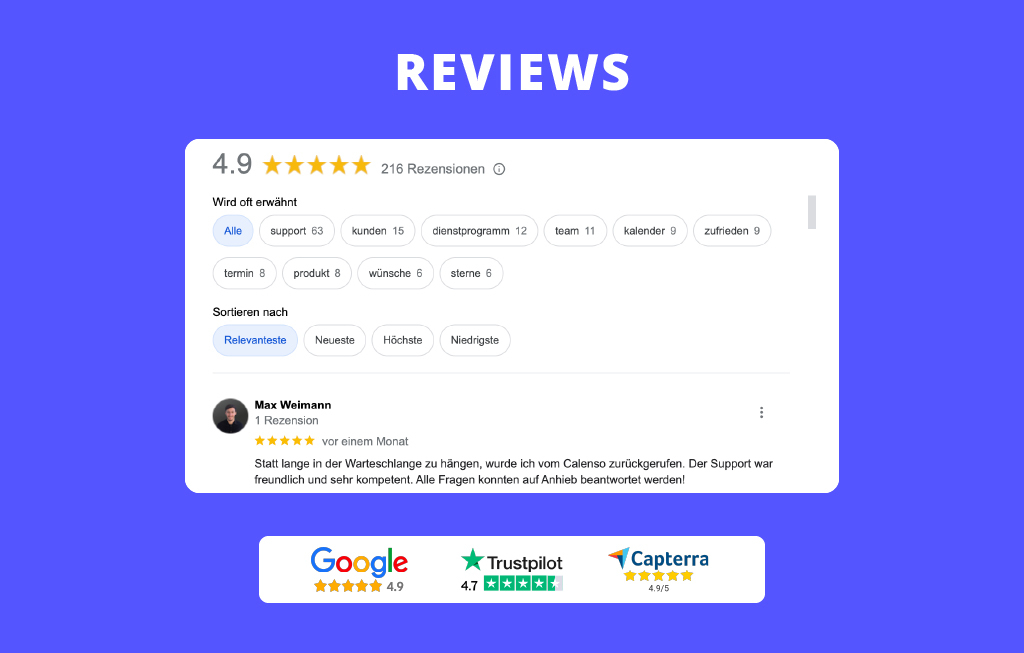 REVIEWS
4.9 216 Rezensionen
Wird oft erwähnt
Alle support 63 kunden 15 dienstprogramm 12 team 11 kalender 9 zufrieden 9
termin 8 produkt 8 wünsche 6 sterne 6
Sortieren nach
Relevanteste Neueste Höchste Niedrigste
Max Weimann
1 Rezension
vor einem Monat
Statt lange in der Warteschlange zu hängen, wurde ich vom Calenso zurückgerufen. Der Support war
freundlich und sehr kompetent. Alle Fragen konnten auf Anhieb beantwortet werden!
Google Trustpilot Capterra
4.9 4.7 4.9/5